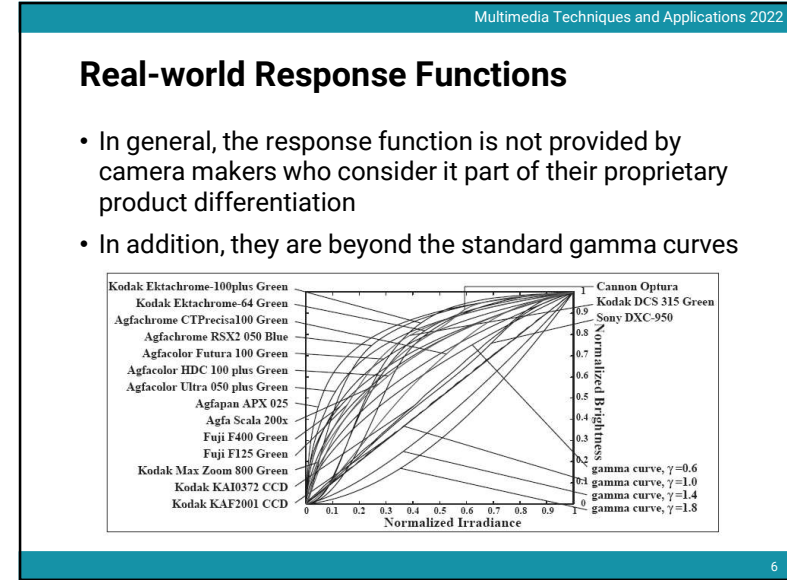 Multimedia Techniques and Applications 2022
Real-world Response Functions
• In general, the response function is not provided by
camera makers who consider it part of their proprietary
product differentiation
• In addition, they are beyond the standard gamma curves
Kodak Ektachrome-100plus Green
Kodak Ektachrome-64 Green
Agfachrome CTPrecisa100 Green
Agfachrome RSX2 050 Blue
Agfacolor Futura 100 Green
Agfacolor HDC 100 plus Green
Agfacolor Ultra 050 plus Green
Agfapan APX 025
Agfa Scala 200x
Fuji F400 Green
Fuji F125 Green
Kodak Max Zoom 800 Green
Kodak KAI0372 CCD
Kodak KAF2001 CCD
Cannon Optura
Kodak DCS 315 Green
Sony DXC-950
1
0.9
0.8
0.7
0.6
0.5
0.4
0.3
0.2
0.1
0
Normalized Brightness
gamma curve, γ=0.6
gamma curve, γ=1.0
gamma curve, γ=1.4
gamma curve, γ=1.8
0 0.1 0.2 0.3 0.4 0.5 0.6 0.7 0.8 0.9 1
Normalized Irradiance
6